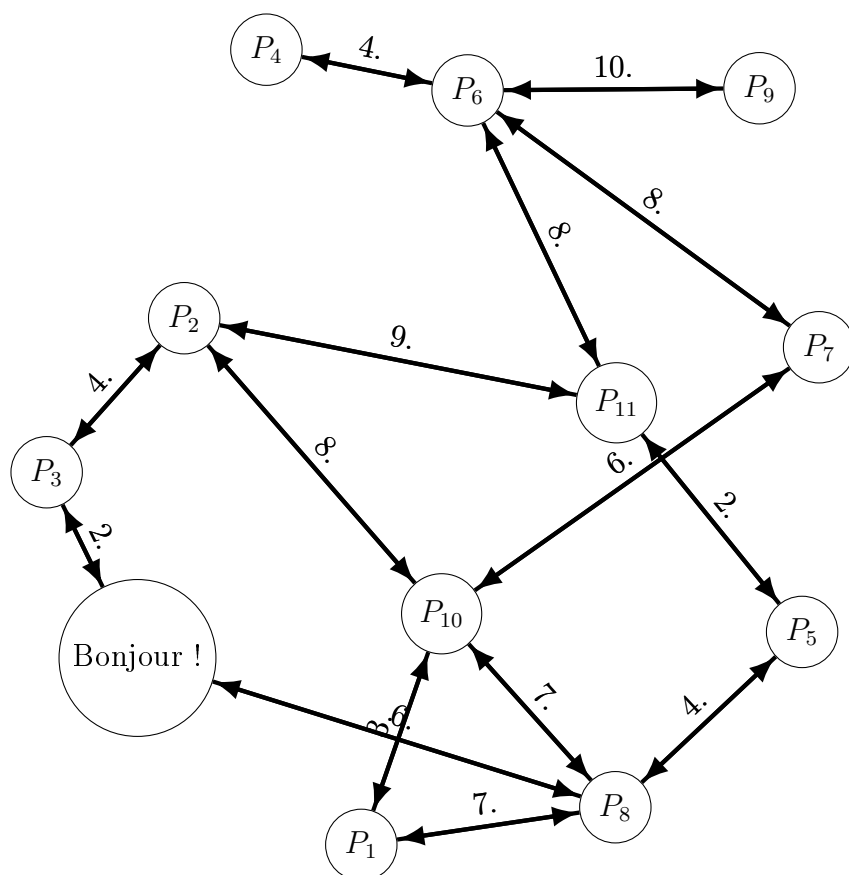 P₄
4.
P₆
10.
P₉
8.
8.
P₂
9.
P₇
4.
P₁₁
8.
6.
P₃
2.
2.
P₁₀
P₅
Bonjour !
7.
4.
3.
6.
P₈
7.
P₁